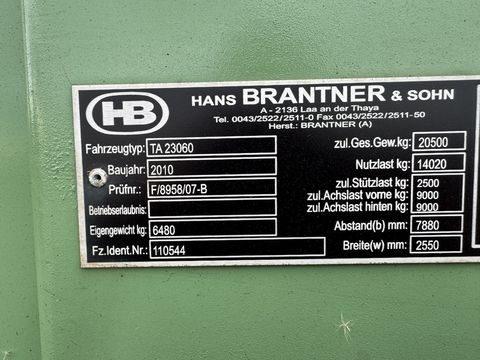 HB
HANS BRANTNER & SOHN
A - 2136 Laa an der Thaya
Tel. 0043/2522/2511-0 Fax 0043/2522/2511-50
Herst.: BRANTNER (A)
Fahrzeugtyp: TA 23060
Baujahr: 2010
Prüfnr.: F/8958/07-B
Betriebserlaubnis:
Eigengewicht kg: 6480
Fz.Ident.Nr.: 110544
zul.Ges.Gew.kg: 20500
Nutzlast kg: 14020
zul.Stützlast kg: 2500
zul.Achslast vorne kg: 9000
zul.Achslast hinten kg: 9000
Abstand(b) mm: 7880
Breite(w) mm: 2550